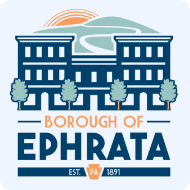 BOROUGH OF
EPHRATA
EST. PA 1891